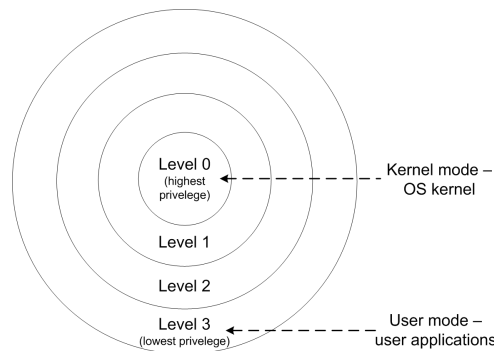 Level 0
(highest
privelege)
Level 1
Level 2
Level 3
(lowest privelege)
Kernel mode –
OS kernel
User mode –
user applications